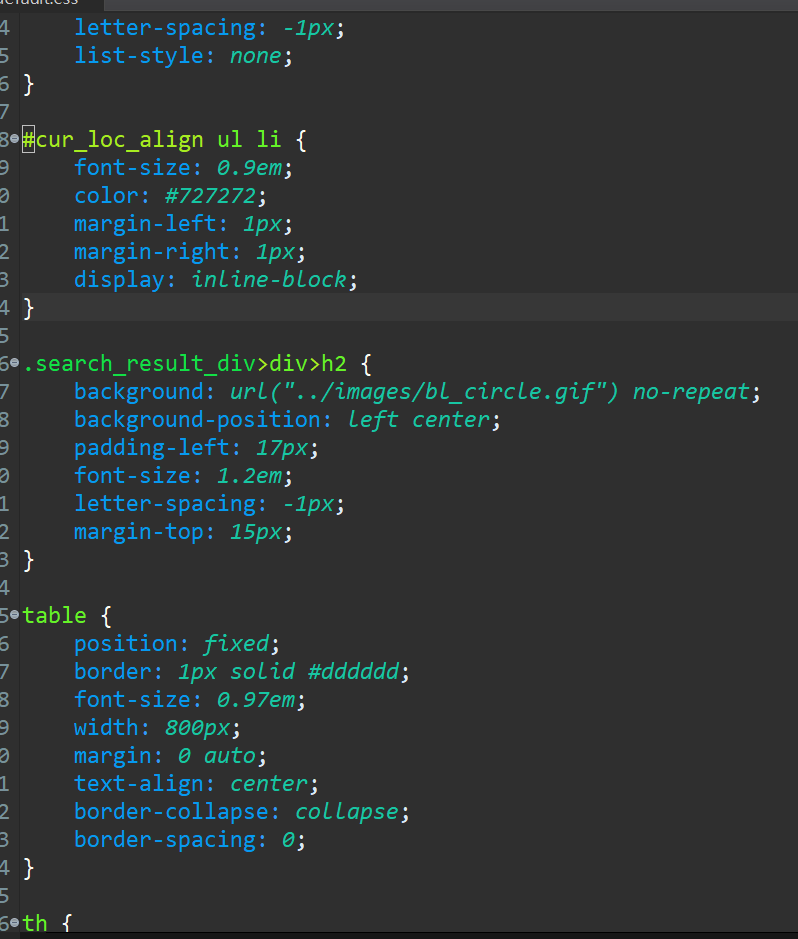 default.css
4 letter-spacing: -1px;
5 list-style: none;
6 }
7
8 #cur_loc_align ul li {
9 font-size: 0.9em;
0 color: #727272;
1 margin-left: 1px;
2 margin-right: 1px;
3 display: inline-block;
4 }
5
6 .search_result_div>div>h2 {
7 background: url("../images/bl_circle.gif") no-repeat;
8 background-position: left center;
9 padding-left: 17px;
0 font-size: 1.2em;
1 letter-spacing: -1px;
2 margin-top: 15px;
3 }
4
5 table {
6 position: fixed;
7 border: 1px solid #dddddd;
8 font-size: 0.97em;
9 width: 800px;
0 margin: 0 auto;
1 text-align: center;
2 border-collapse: collapse;
3 border-spacing: 0;
4 }
5
6 th {